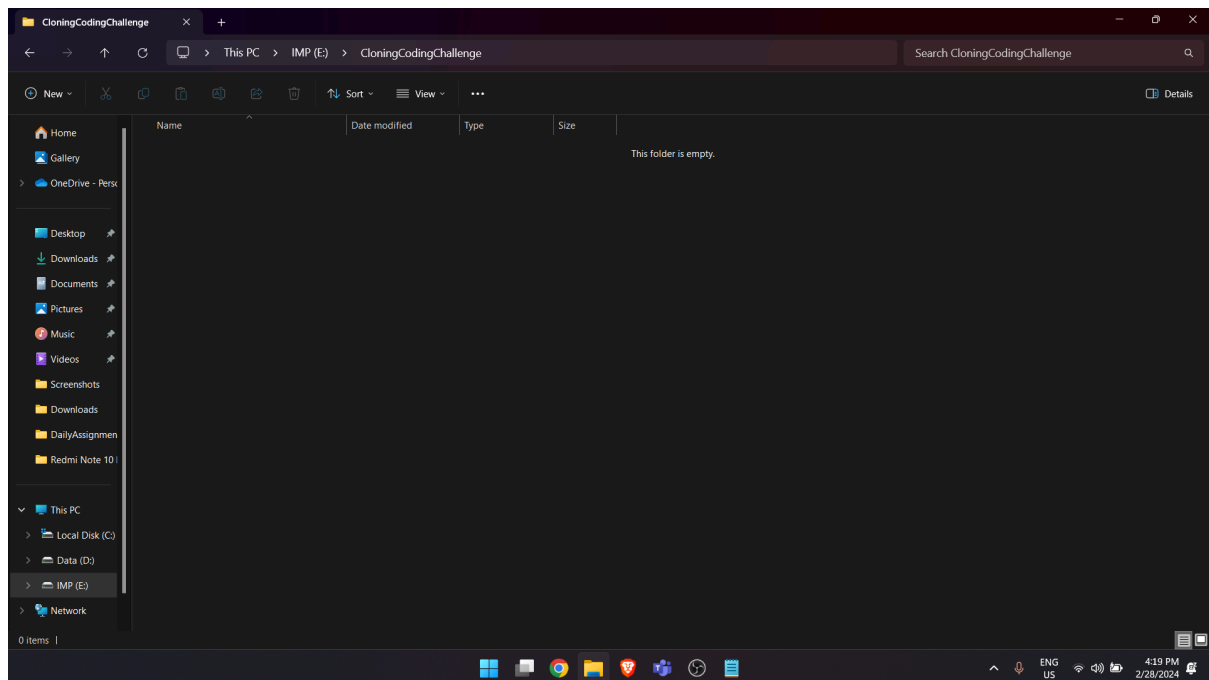 CloningCodingChallenge
This PC > IMP (E:) > CloningCodingChallenge
Search CloningCodingChallenge
New
Sort
View
Details
Name
Date modified
Type
Size
This folder is empty.
Home
Gallery
OneDrive - Perso
Desktop
Downloads
Documents
Pictures
Music
Videos
Screenshots
Downloads
DailyAssignmen
Redmi Note 10
This PC
Local Disk (C:)
Data (D:)
IMP (E:)
Network
0 items
ENG
US
4:19 PM
2/28/2024